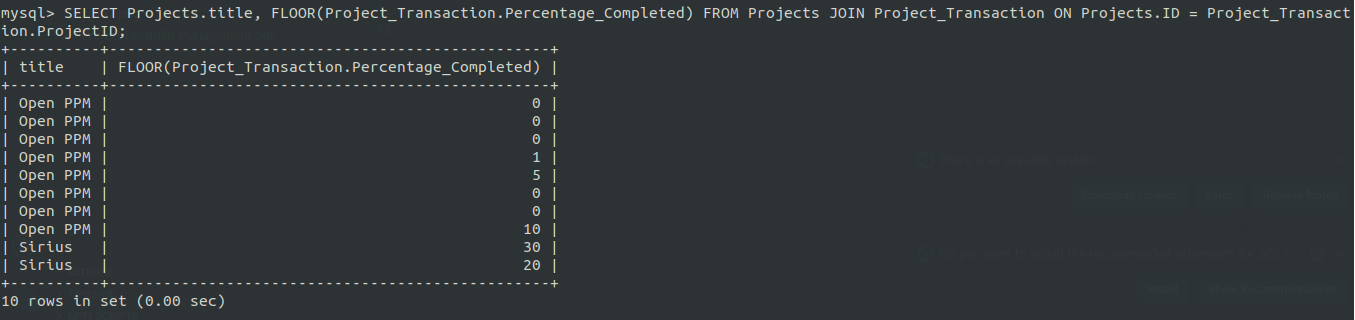 mysql> SELECT Projects.title, FLOOR(Project_Transaction.Percentage_Completed) FROM Projects JOIN Project_Transaction ON Projects.ID = Project_Transact
ion.ProjectID;
+----------+-------------------------------------------------+
| title    | FLOOR(Project_Transaction.Percentage_Completed) |
+----------+-------------------------------------------------+
| Open PPM |                                               0 |
| Open PPM |                                               0 |
| Open PPM |                                               0 |
| Open PPM |                                               1 |
| Open PPM |                                               5 |
| Open PPM |                                               0 |
| Open PPM |                                               0 |
| Open PPM |                                              10 |
| Sirius   |                                              30 |
| Sirius   |                                              20 |
+----------+-------------------------------------------------+
10 rows in set (0.00 sec)